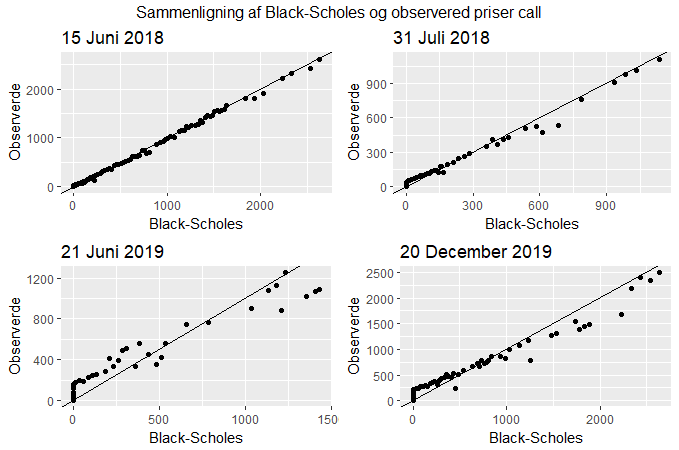 Sammenligning af Black-Scholes og observered priser call
15 Juni 2018
31 Juli 2018
Observerde
2000
1000
0
0
1000
2000
Black-Scholes
Observerde
900
600
300
0
0
300
600
900
Black-Scholes
21 Juni 2019
20 December 2019
Observerde
1200
800
400
0
0
500
1000
150
Black-Scholes
Observerde
2500
2000
1500
1000
500
0
0
1000
2000
Black-Scholes